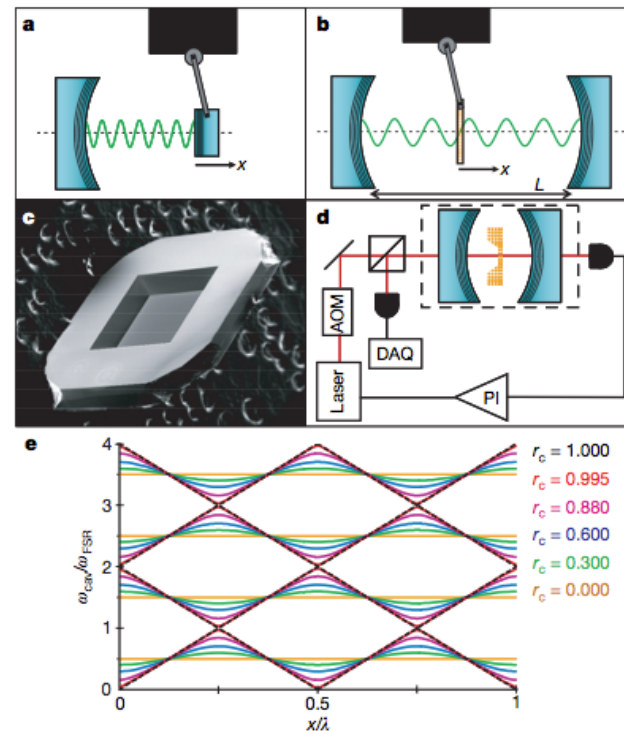 a
b
x
x
L
c
d
AOM
DAQ
Laser
PI
e
4
3
2
1
0
ω_cav/ω_FSR
0
0.5
1
x/λ
r_c = 1.000
r_c = 0.995
r_c = 0.880
r_c = 0.600
r_c = 0.300
r_c = 0.000